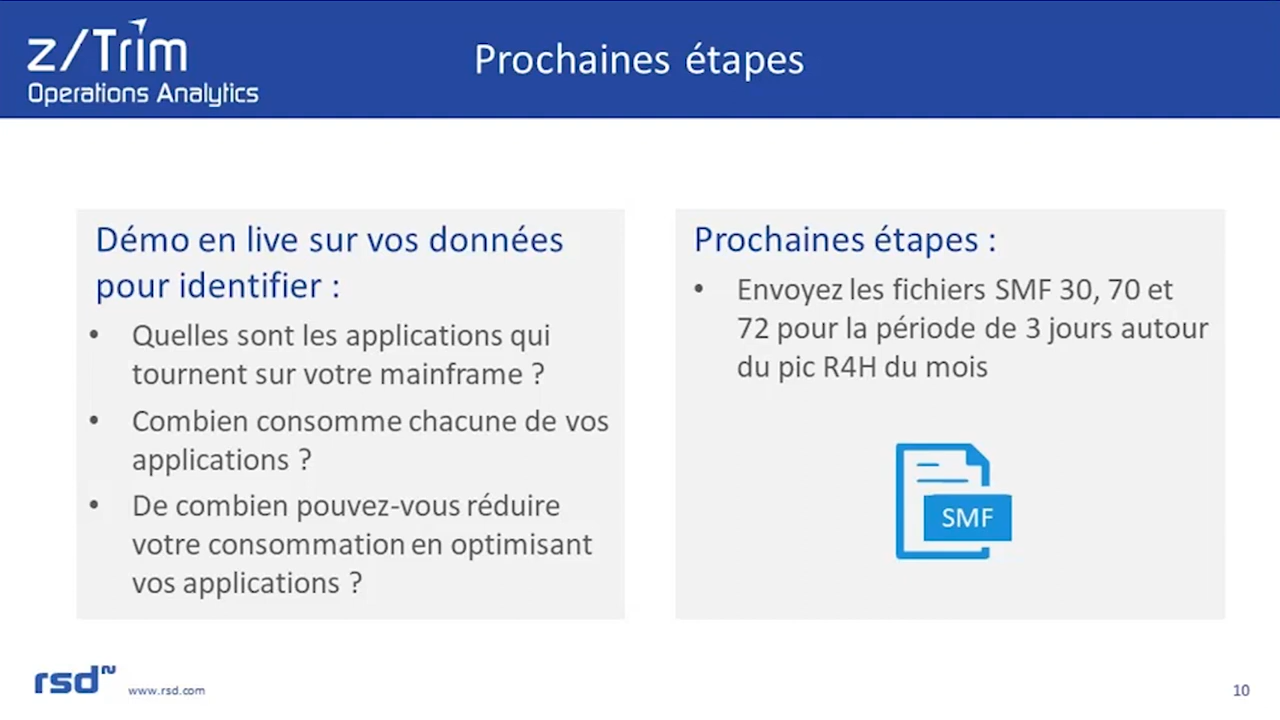 z/Trim
Operations Analytics
Prochaines étapes
Démo en live sur vos données
pour identifier :
• Quelles sont les applications qui
tournent sur votre mainframe ?
• Combien consomme chacune de vos
applications ?
• De combien pouvez-vous réduire
votre consommation en optimisant
vos applications ?
Prochaines étapes :
• Envoyez les fichiers SMF 30, 70 et
72 pour la période de 3 jours autour
du pic R4H du mois
SMF
rsd
www.rsd.com
10